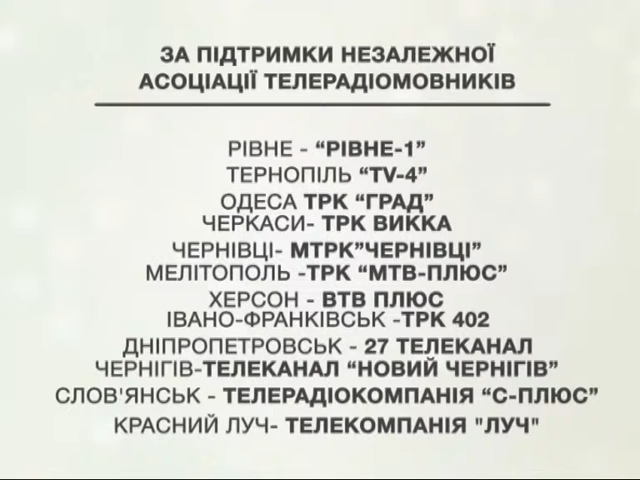 ЗА ПІДТРИМКИ НЕЗАЛЕЖНОЇ
АСОЦІАЦІЇ ТЕЛЕРАДІОМОВНИКІВ
РІВНЕ - “РІВНЕ-1”
ТЕРНОПІЛЬ “TV-4”
ОДЕСА ТРК “ГРАД”
ЧЕРКАСИ- ТРК ВИККА
ЧЕРНІВЦІ- МТРК”ЧЕРНІВЦІ”
МЕЛІТОПОЛЬ -ТРК “МТВ-ПЛЮС”
ХЕРСОН - ВТВ ПЛЮС
ІВАНО-ФРАНКІВСЬК -ТРК 402
ДНІПРОПЕТРОВСЬК - 27 ТЕЛЕКАНАЛ
ЧЕРНІГІВ-ТЕЛЕКАНАЛ “НОВИЙ ЧЕРНІГІВ”
СЛОВ'ЯНСЬК - ТЕЛЕРАДІОКОМПАНІЯ “С-ПЛЮС”
КРАСНИЙ ЛУЧ- ТЕЛЕКОМПАНІЯ "ЛУЧ"